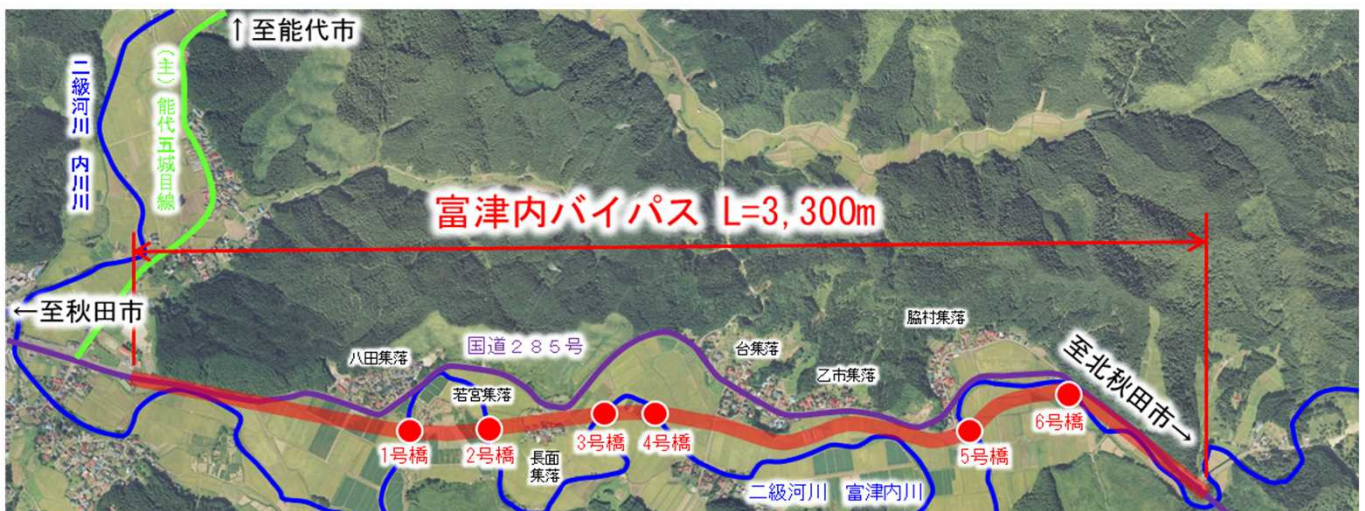 ↑至能代市
二級河川 内川川
(主)能代五城目線
富津内バイパス L=3,300m
←至秋田市
国道285号
八田集落
若宮集落
長面
集落
台集落
乙市集落
脇村集落
至北秋田市→
1号橋
2号橋
3号橋
4号橋
5号橋
6号橋
二級河川 富津内川